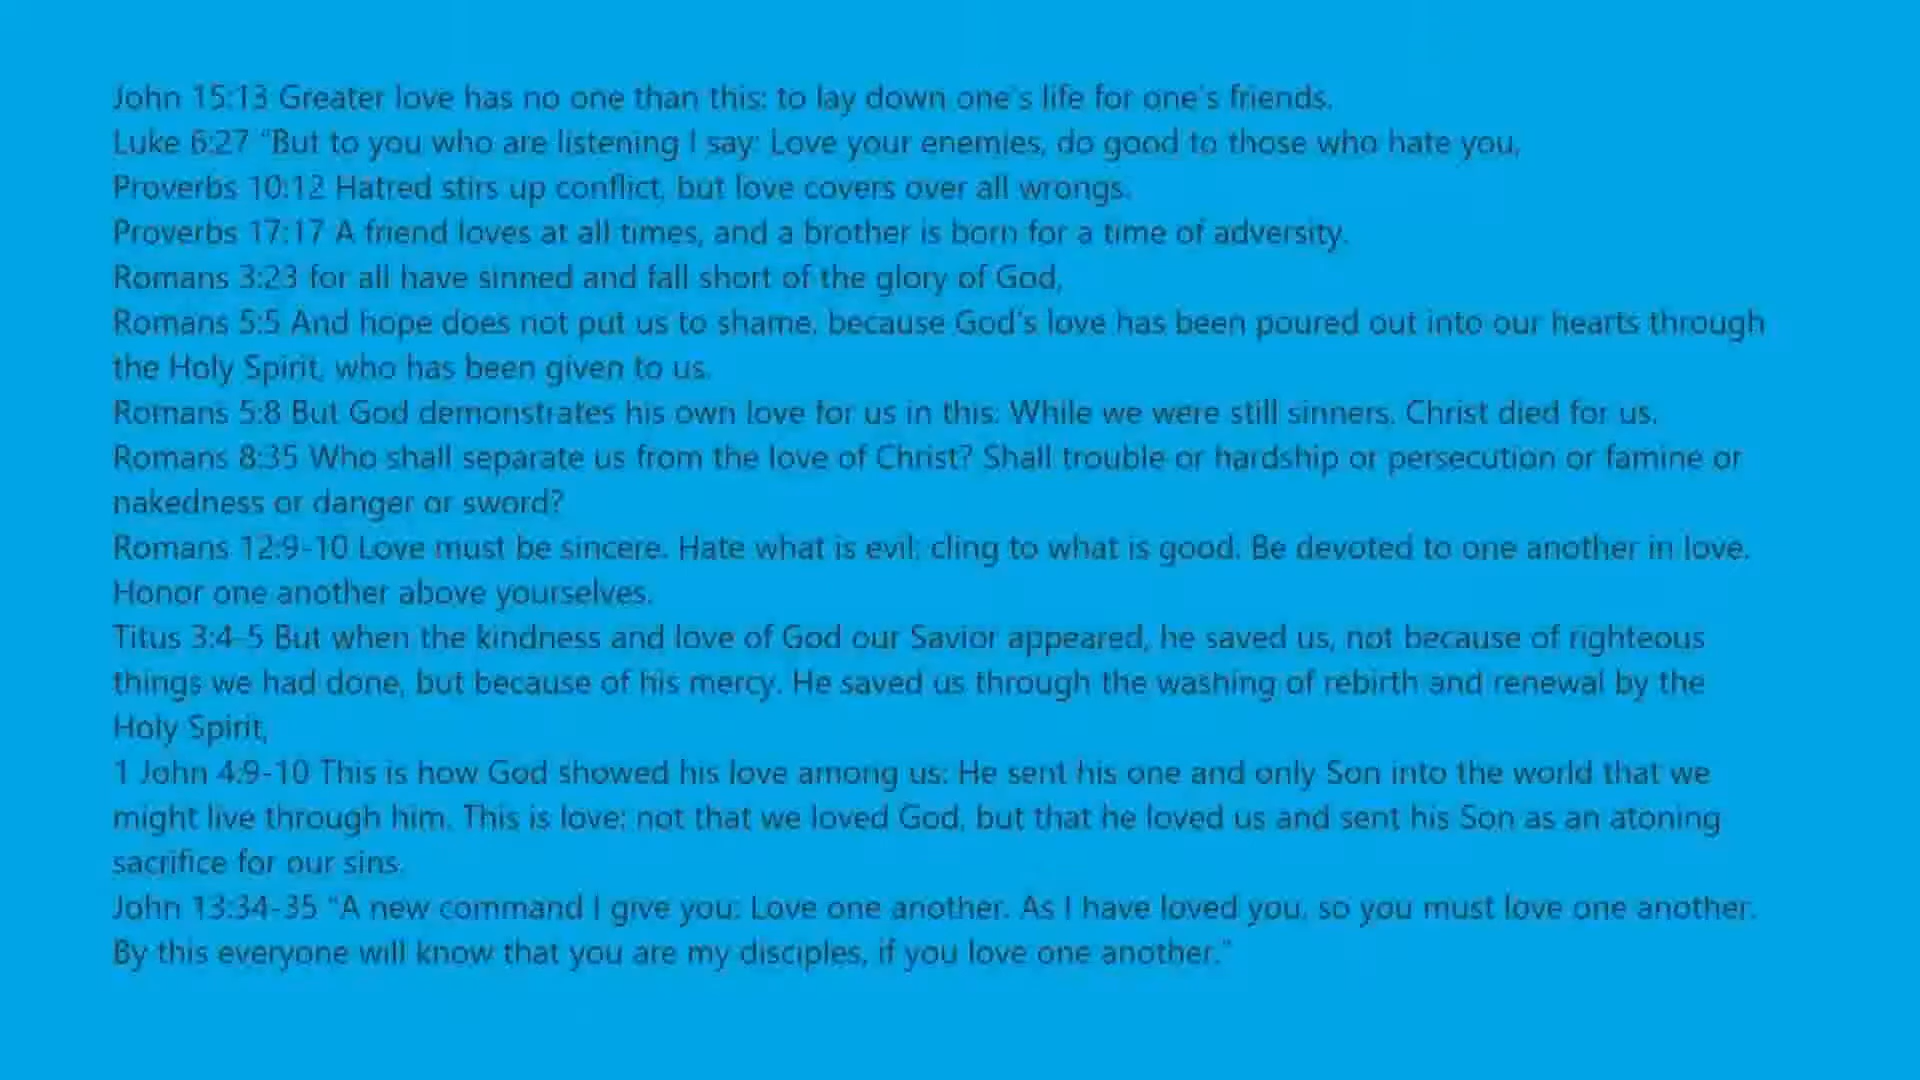 John 15:13 Greater love has no one than this: to lay down one's life for one's friends.
Luke 6:27 "But to you who are listening I say: Love your enemies, do good to those who hate you,
Proverbs 10:12 Hatred stirs up conflict, but love covers over all wrongs.
Proverbs 17:17 A friend loves at all times, and a brother is born for a time of adversity.
Romans 3:23 for all have sinned and fall short of the glory of God,
Romans 5:5 And hope does not put us to shame, because God's love has been poured out into our hearts through
the Holy Spirit, who has been given to us.
Romans 5:8 But God demonstrates his own love for us in this: While we were still sinners, Christ died for us.
Romans 8:35 Who shall separate us from the love of Christ? Shall trouble or hardship or persecution or famine or
nakedness or danger or sword?
Romans 12:9-10 Love must be sincere. Hate what is evil; cling to what is good. Be devoted to one another in love.
Honor one another above yourselves.
Titus 3:4-5 But when the kindness and love of God our Savior appeared, he saved us, not because of righteous
things we had done, but because of his mercy. He saved us through the washing of rebirth and renewal by the
Holy Spirit,
1 John 4:9-10 This is how God showed his love among us: He sent his one and only Son into the world that we
might live through him. This is love: not that we loved God, but that he loved us and sent his Son as an atoning
sacrifice for our sins.
John 13:34-35 "A new command I give you: Love one another. As I have loved you, so you must love one another.
By this everyone will know that you are my disciples, if you love one another."